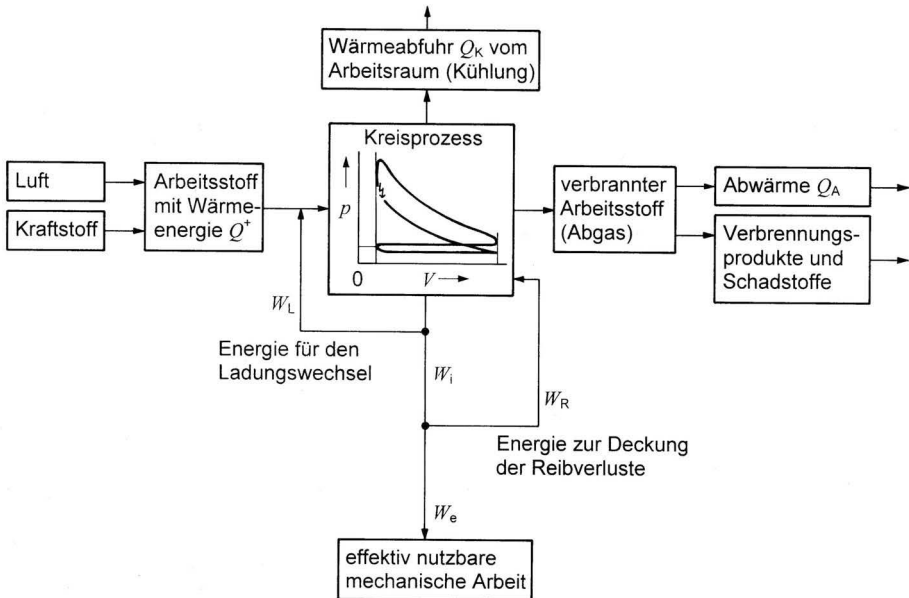 Wärmeabfuhr QK vom
Arbeitsraum (Kühlung)
Kreisprozess
p
0
V
Luft
Kraftstoff
Arbeitsstoff
mit Wärme-
energie Q+
verbrannter
Arbeitsstoff
(Abgas)
Abwärme QA
Verbrennungs-
produkte und
Schadstoffe
WL
Energie für den
Ladungswechsel
Wi
WR
Energie zur Deckung
der Reibverluste
We
effektiv nutzbare
mechanische Arbeit